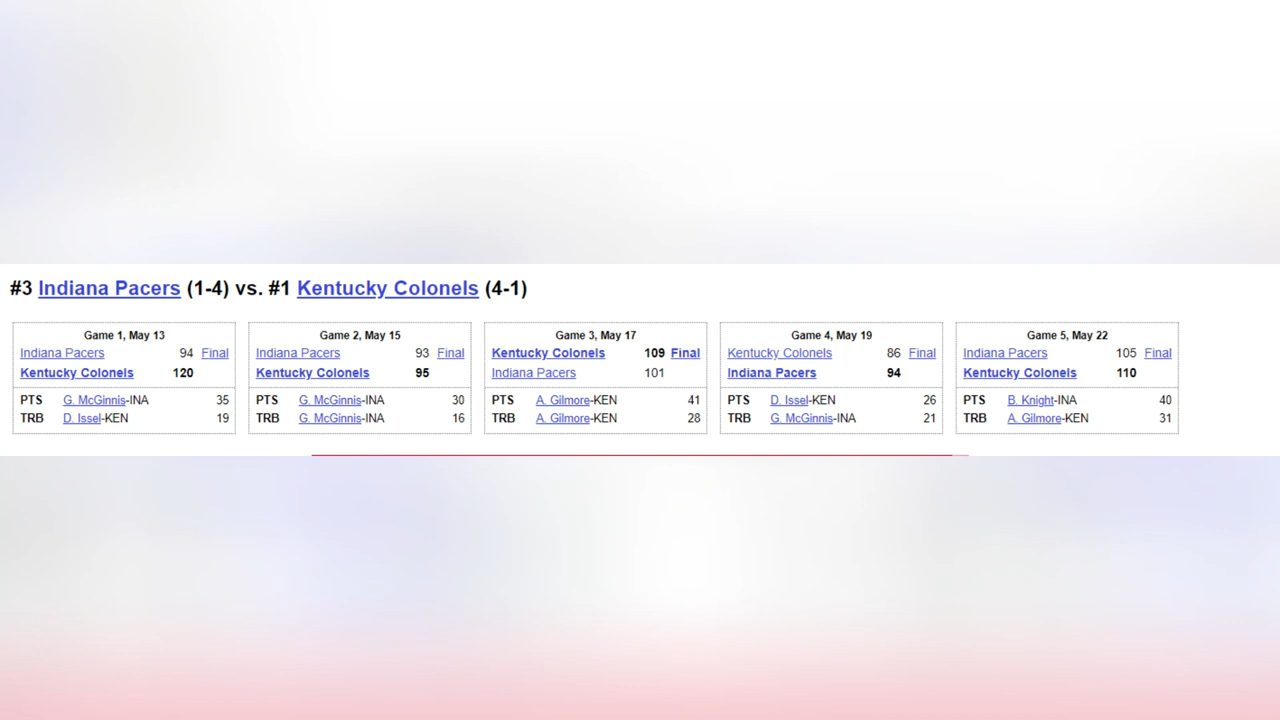 #3 Indiana Pacers (1-4) vs. #1 Kentucky Colonels (4-1)
Game 1, May 13
Indiana Pacers 94 Final
Kentucky Colonels 120
PTS G. McGinnis-INA 35
TRB D. Issel-KEN 19
Game 2, May 15
Indiana Pacers 93 Final
Kentucky Colonels 95
PTS G. McGinnis-INA 30
TRB G. McGinnis-INA 16
Game 3, May 17
Kentucky Colonels 109 Final
Indiana Pacers 101
PTS A. Gilmore-KEN 41
TRB A. Gilmore-KEN 28
Game 4, May 19
Kentucky Colonels 86 Final
Indiana Pacers 94
PTS D. Issel-KEN 26
TRB G. McGinnis-INA 21
Game 5, May 22
Indiana Pacers 105 Final
Kentucky Colonels 110
PTS B. Knight-INA 40
TRB A. Gilmore-KEN 31